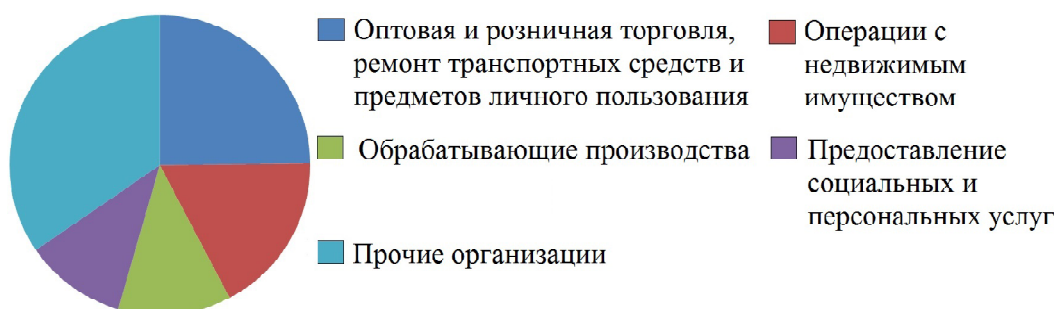 Оптовая и розничная торговля,
ремонт транспортных средств и
предметов личного пользования
Операции с
недвижимым
имуществом
Обрабатывающие производства
Предоставление
социальных и
персональных услуг
Прочие организации